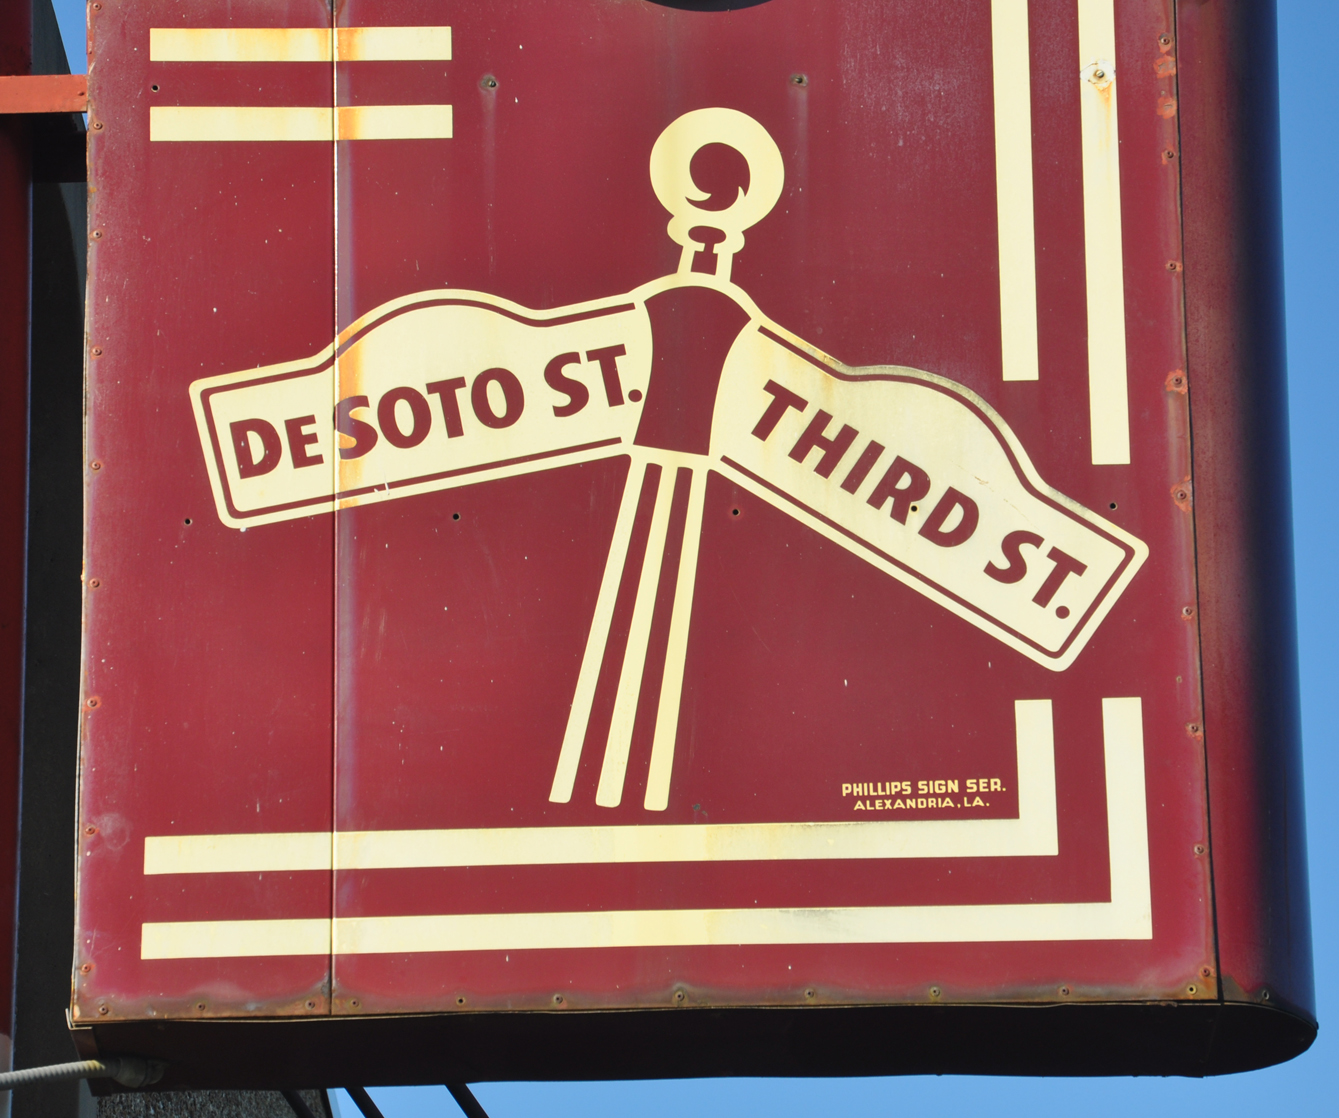 DE SOTO ST.
THIRD ST.
PHILLIPS SIGN SER.
ALEXANDRIA, LA.